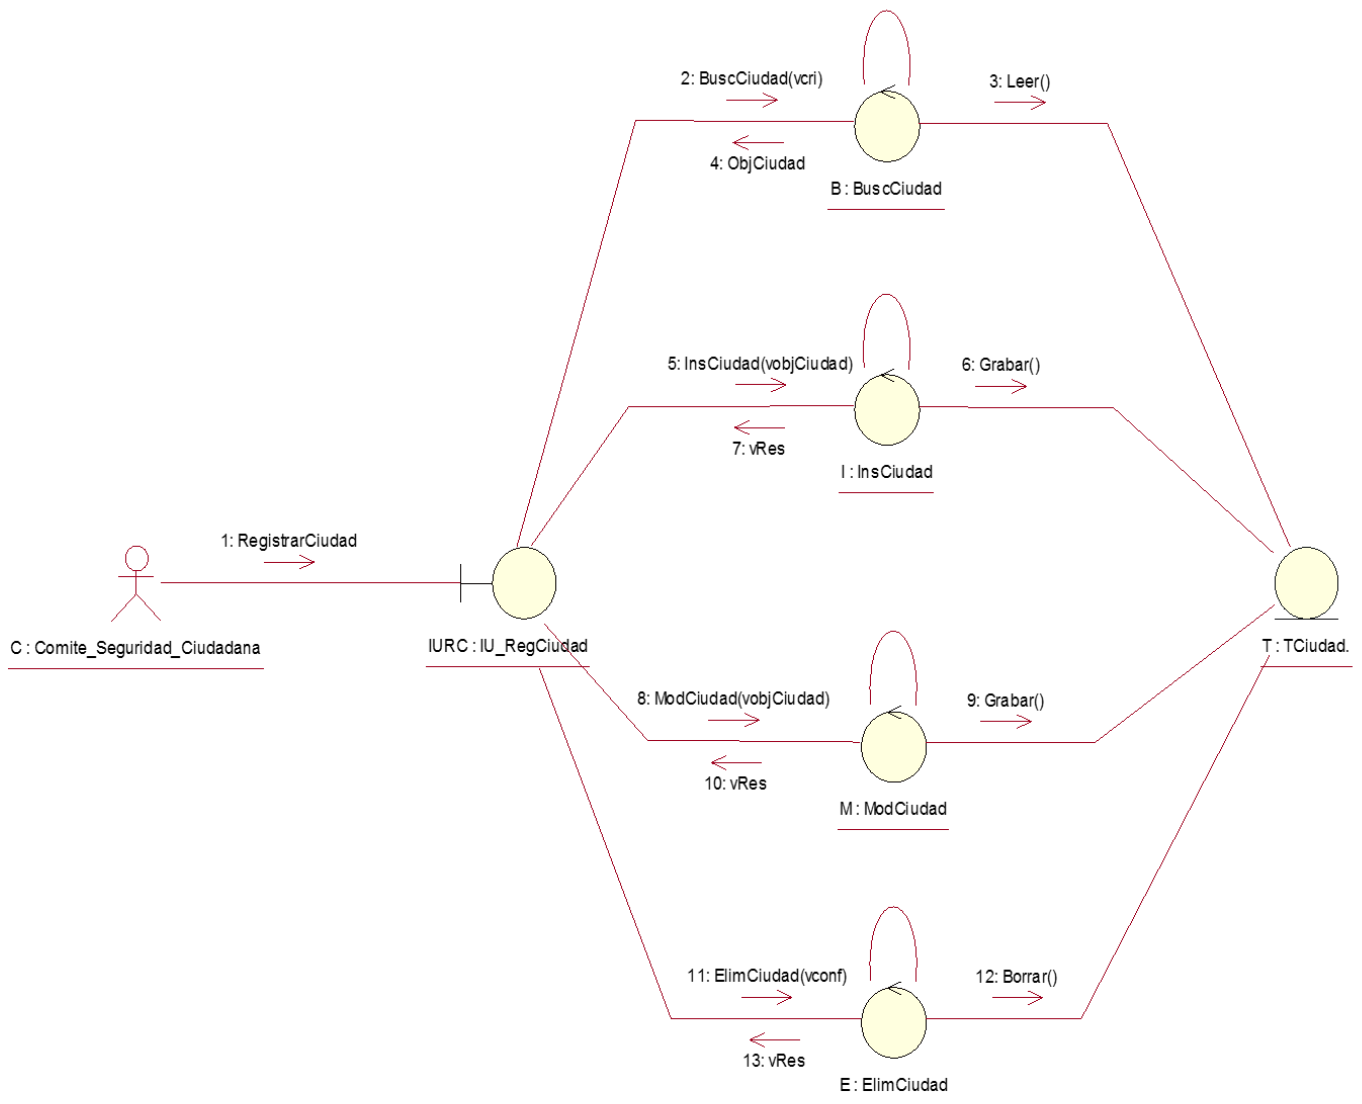 2: BuscCiudad(vcri)
3: Leer()
4: ObjCiudad
B : BuscCiudad
5: InsCiudad(vobjCiudad)
6: Grabar()
7: vRes
I : InsCiudad
1: RegistrarCiudad
C : Comite_Seguridad_Ciudadana
IURC : IU_RegCiudad
T : TCiudad.
8: ModCiudad(vobjCiudad)
9: Grabar()
10: vRes
M : ModCiudad
11: ElimCiudad(vconf)
12: Borrar()
13: vRes
E : ElimCiudad